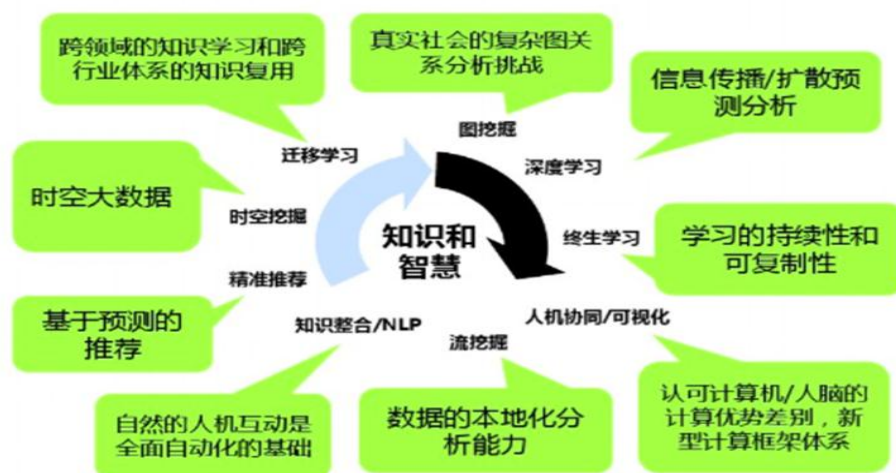 跨领域的知识学习和跨
行业体系的知识复用
真实社会的复杂图关
系分析挑战
信息传播/扩散预
测分析
图挖掘
迁移学习
深度学习
时空大数据
时空挖掘
知识和
智慧
终生学习
学习的持续性和
可复制性
精准推荐
基于预测的
推荐
知识整合/NLP
流挖掘
人机协同/可视化
自然的人机互动是
全面自动化的基础
数据的本地化分
析能力
认可计算机/人脑的
计算优势差别，新
型计算框架体系